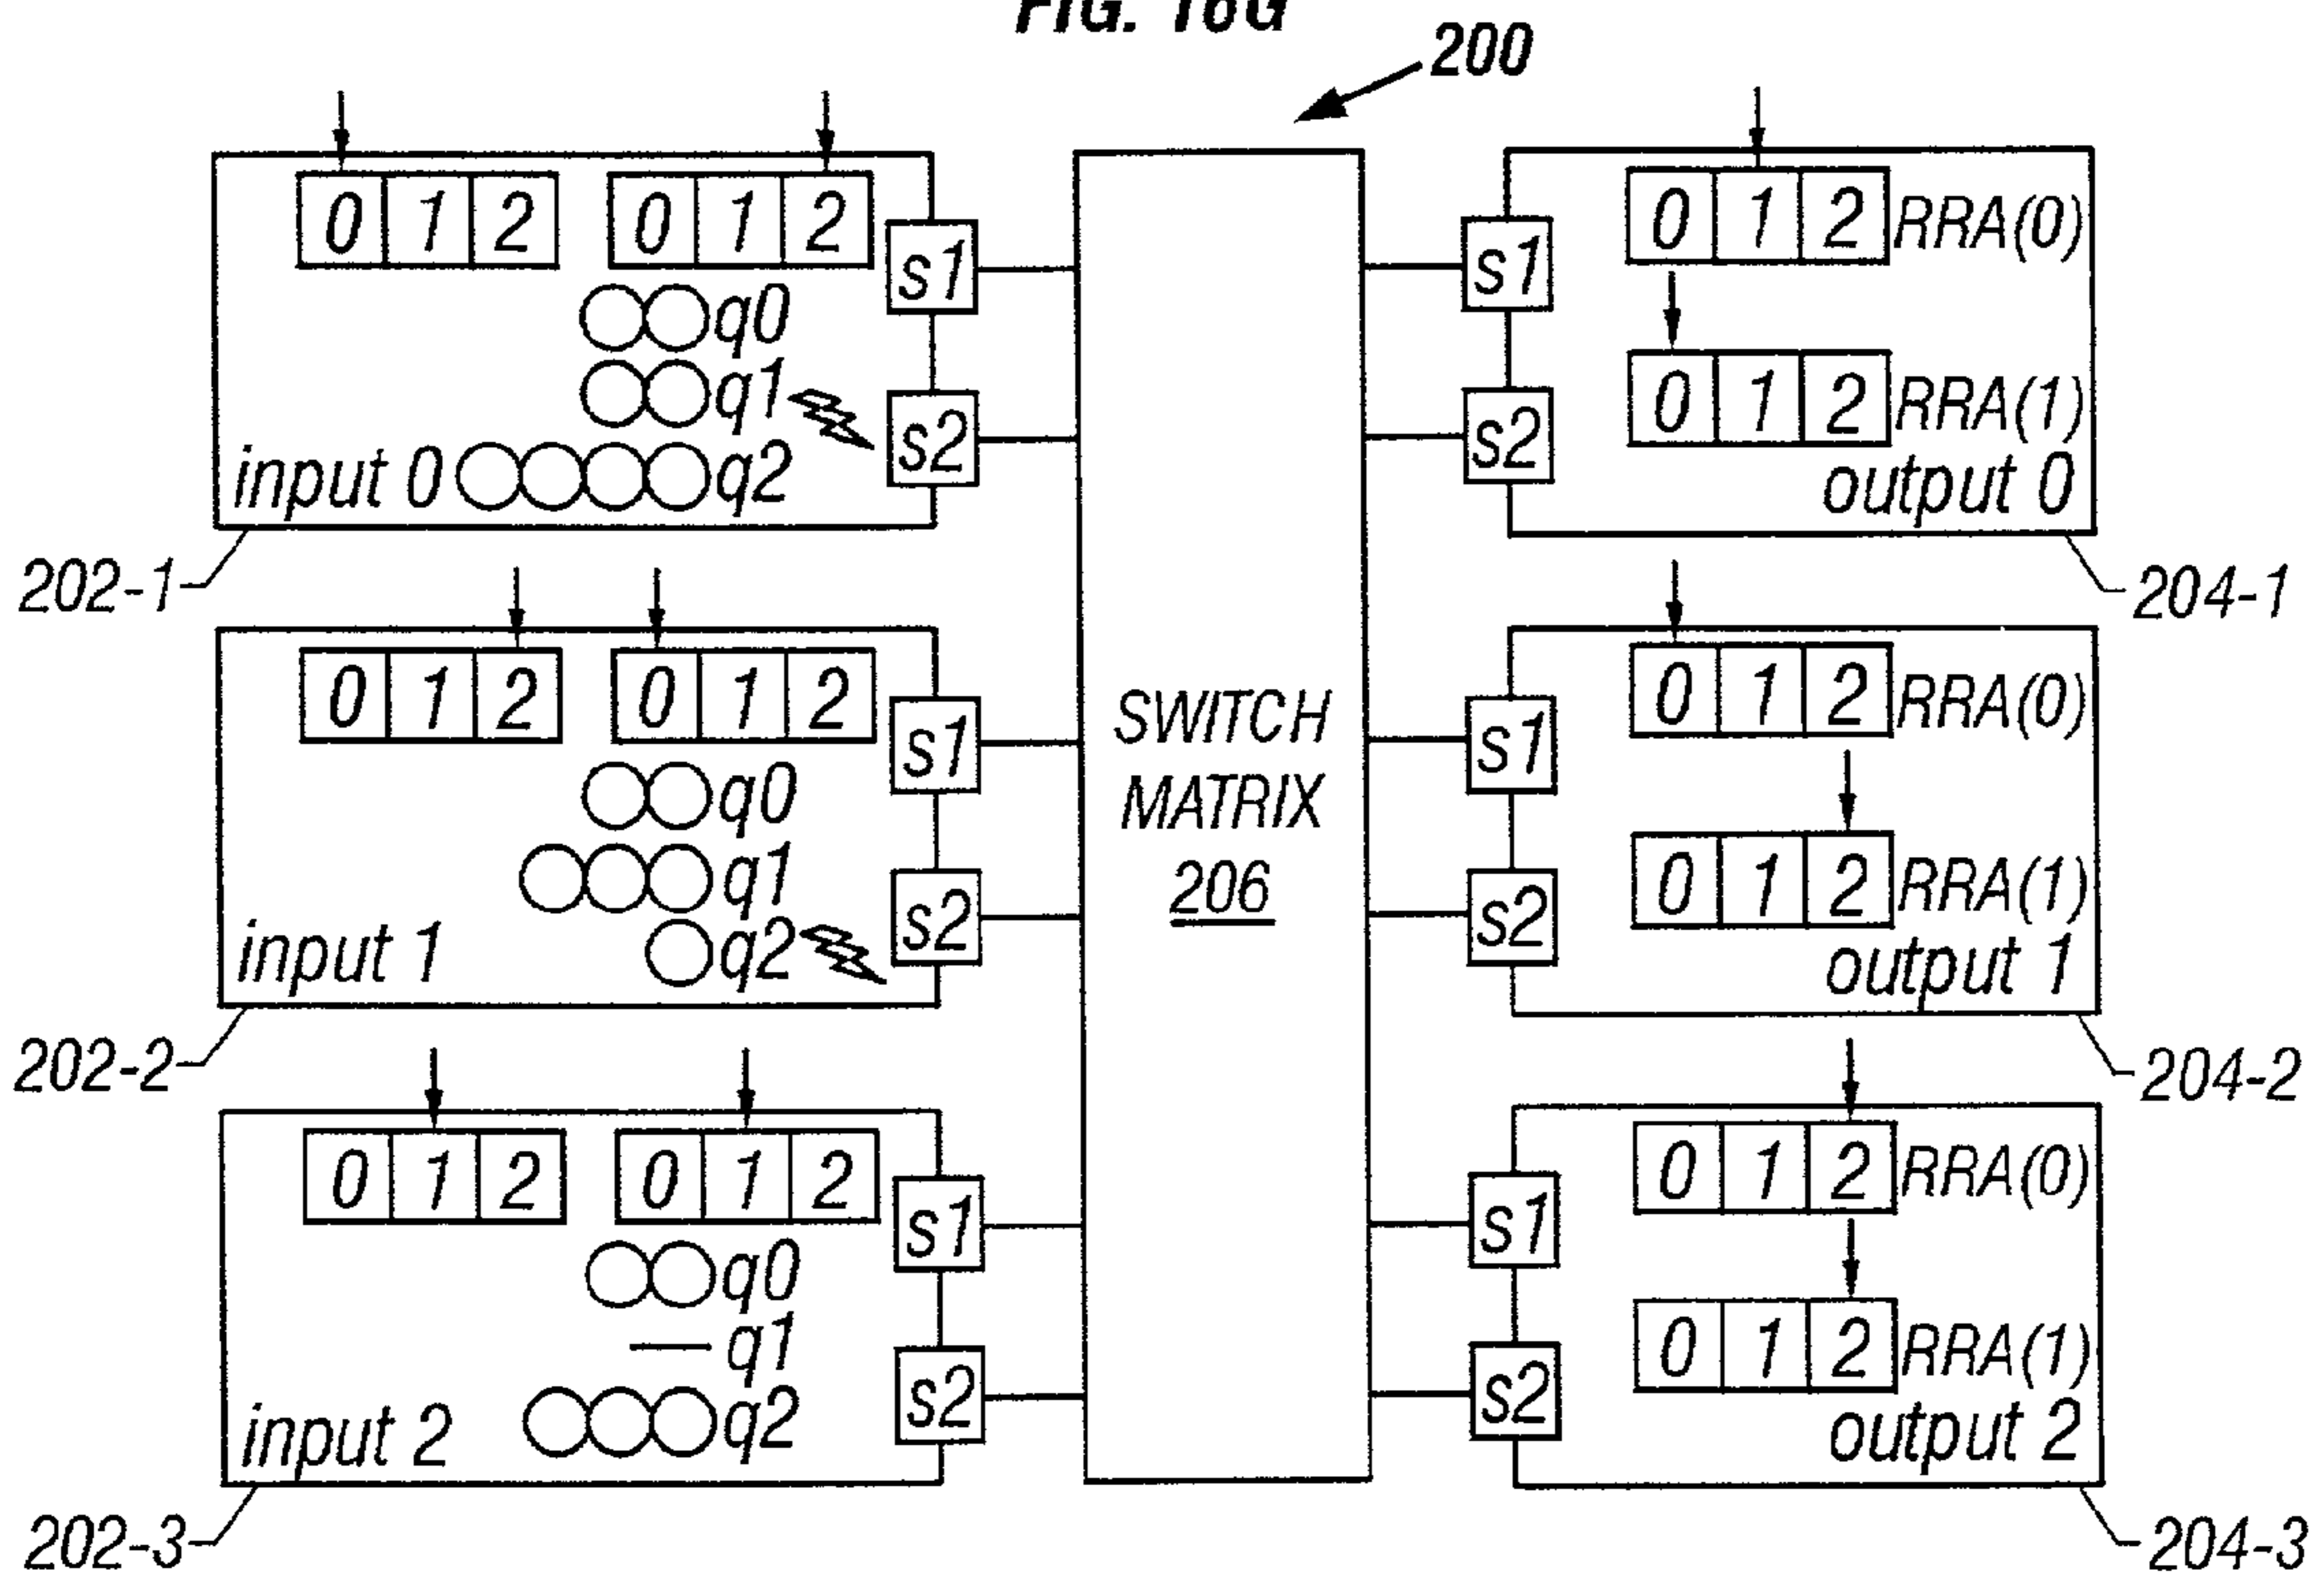 FIG. 18G
200
0 1 2 0 1 2
s1
q0
q1
s2
input 0 q2
202-1
0 1 2 0 1 2
s1
q0
q1
s2
input 1 q2
202-2
0 1 2 0 1 2
s1
q0
q1
s2
input 2 q2
202-3
SWITCH
MATRIX
206
0 1 2 RRA(0)
s1
0 1 2 RRA(1)
s2
output 0
204-1
0 1 2 RRA(0)
s1
0 1 2 RRA(1)
s2
output 1
204-2
0 1 2 RRA(0)
s1
0 1 2 RRA(1)
s2
output 2
204-3